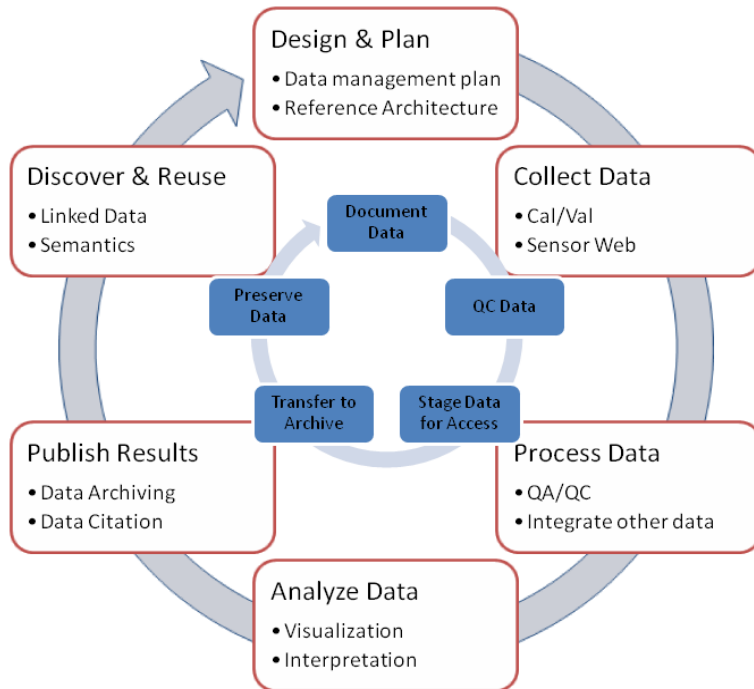 Design & Plan
• Data management plan
• Reference Architecture
Collect Data
• Cal/Val
• Sensor Web
Process Data
• QA/QC
• Integrate other data
Analyze Data
• Visualization
• Interpretation
Publish Results
• Data Archiving
• Data Citation
Discover & Reuse
• Linked Data
• Semantics
Document
Data
QC Data
Stage Data
for Access
Transfer to
Archive
Preserve
Data